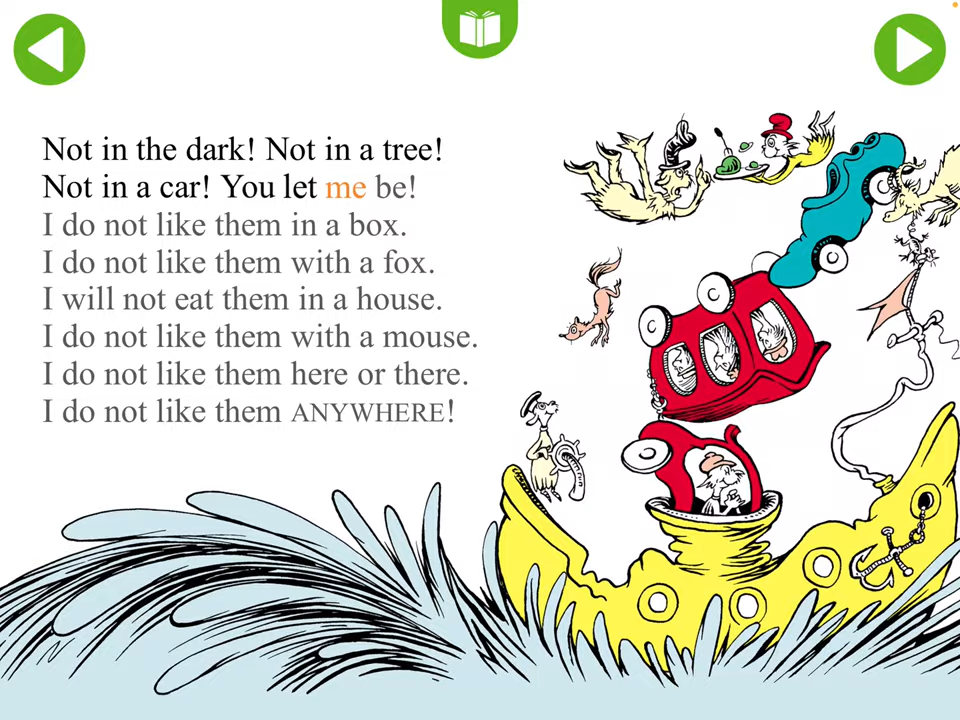 Not in the dark! Not in a tree!
Not in a car! You let me be!
I do not like them in a box.
I do not like them with a fox.
I will not eat them in a house.
I do not like them with a mouse.
I do not like them here or there.
I do not like them ANYWHERE!